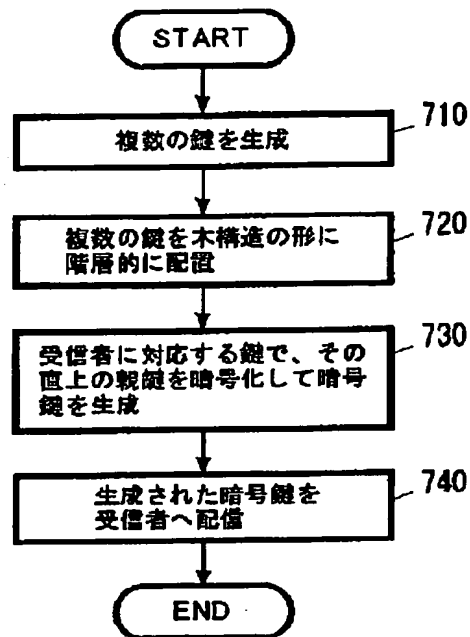 START
複数の鍵を生成
710
複数の鍵を木構造の形に
階層的に配置
720
受信者に対応する鍵で、その
直上の親鍵を暗号化して暗号
鍵を生成
730
生成された暗号鍵を
受信者へ配信
740
END